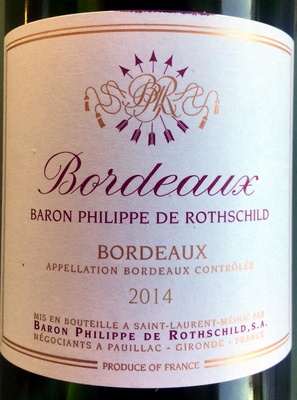 BPR
Bordeaux
BARON PHILIPPE DE ROTHSCHILD
BORDEAUX
APPELLATION BORDEAUX CONTRÔLÉE
2014
MIS EN BOUTEILLE A SAINT-LAURENT-MÉDOC PAR
BARON PHILIPPE DE ROTHSCHILD, S.A.
NÉGOCIANTS A PAUILLAC - GIRONDE - FRANCE
PRODUCE OF FRANCE